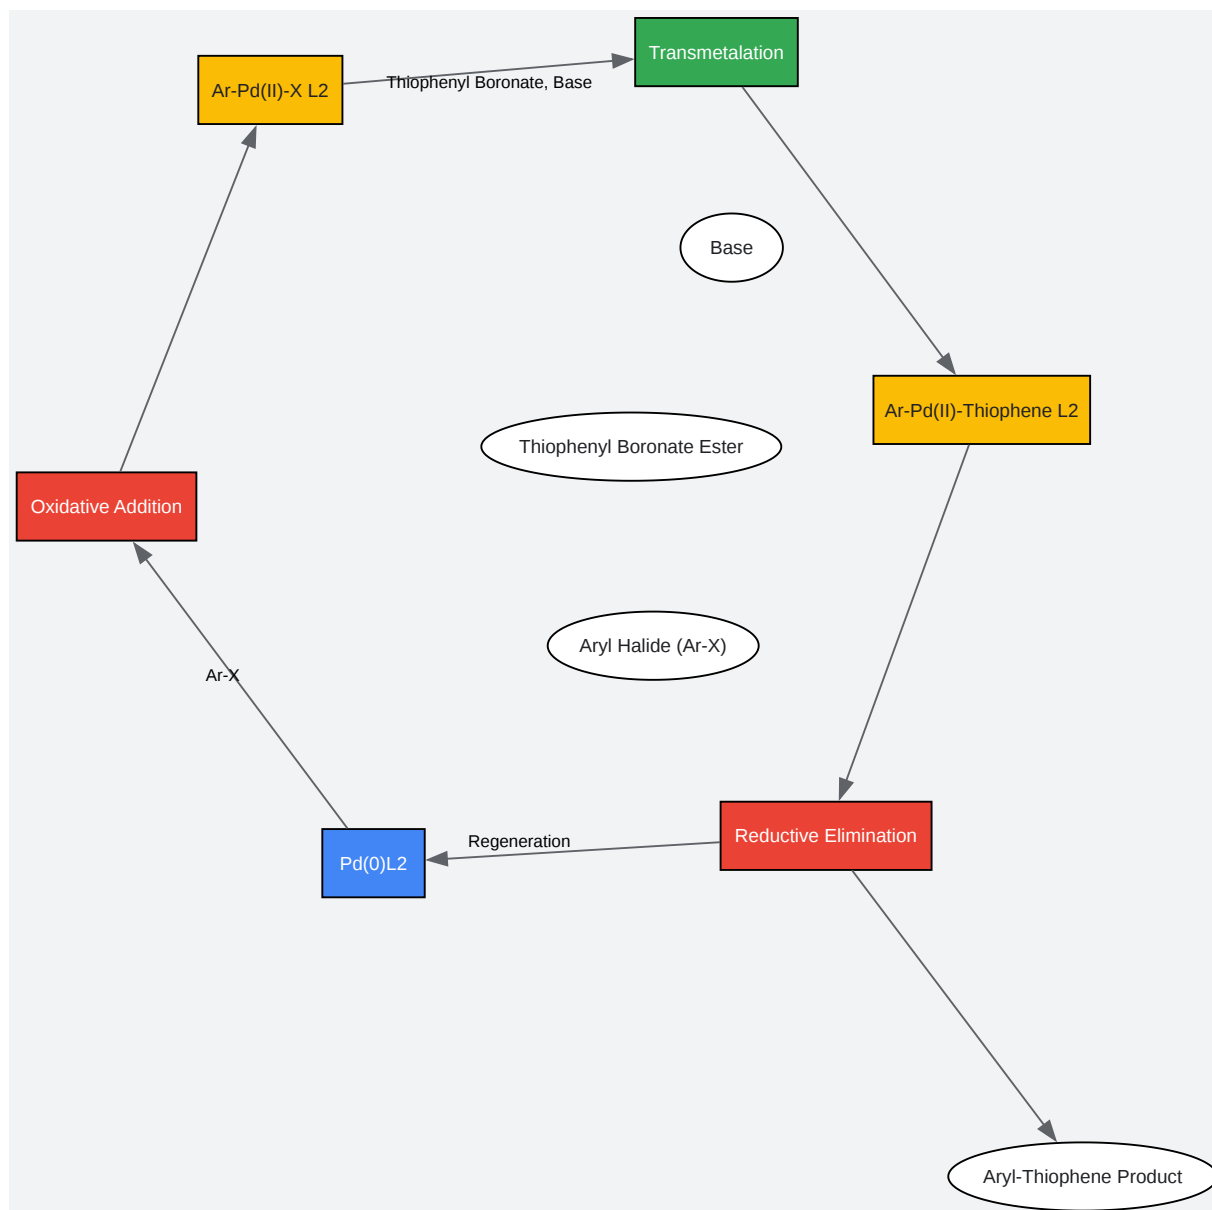 Transmetalation
Ar-Pd(II)-X L2
Thiophenyl Boronate, Base
Base
Ar-Pd(II)-Thiophene L2
Thiophenyl Boronate Ester
Oxidative Addition
Aryl Halide (Ar-X)
Ar-X
Reductive Elimination
Regeneration
Pd(0)L2
Aryl-Thiophene Product